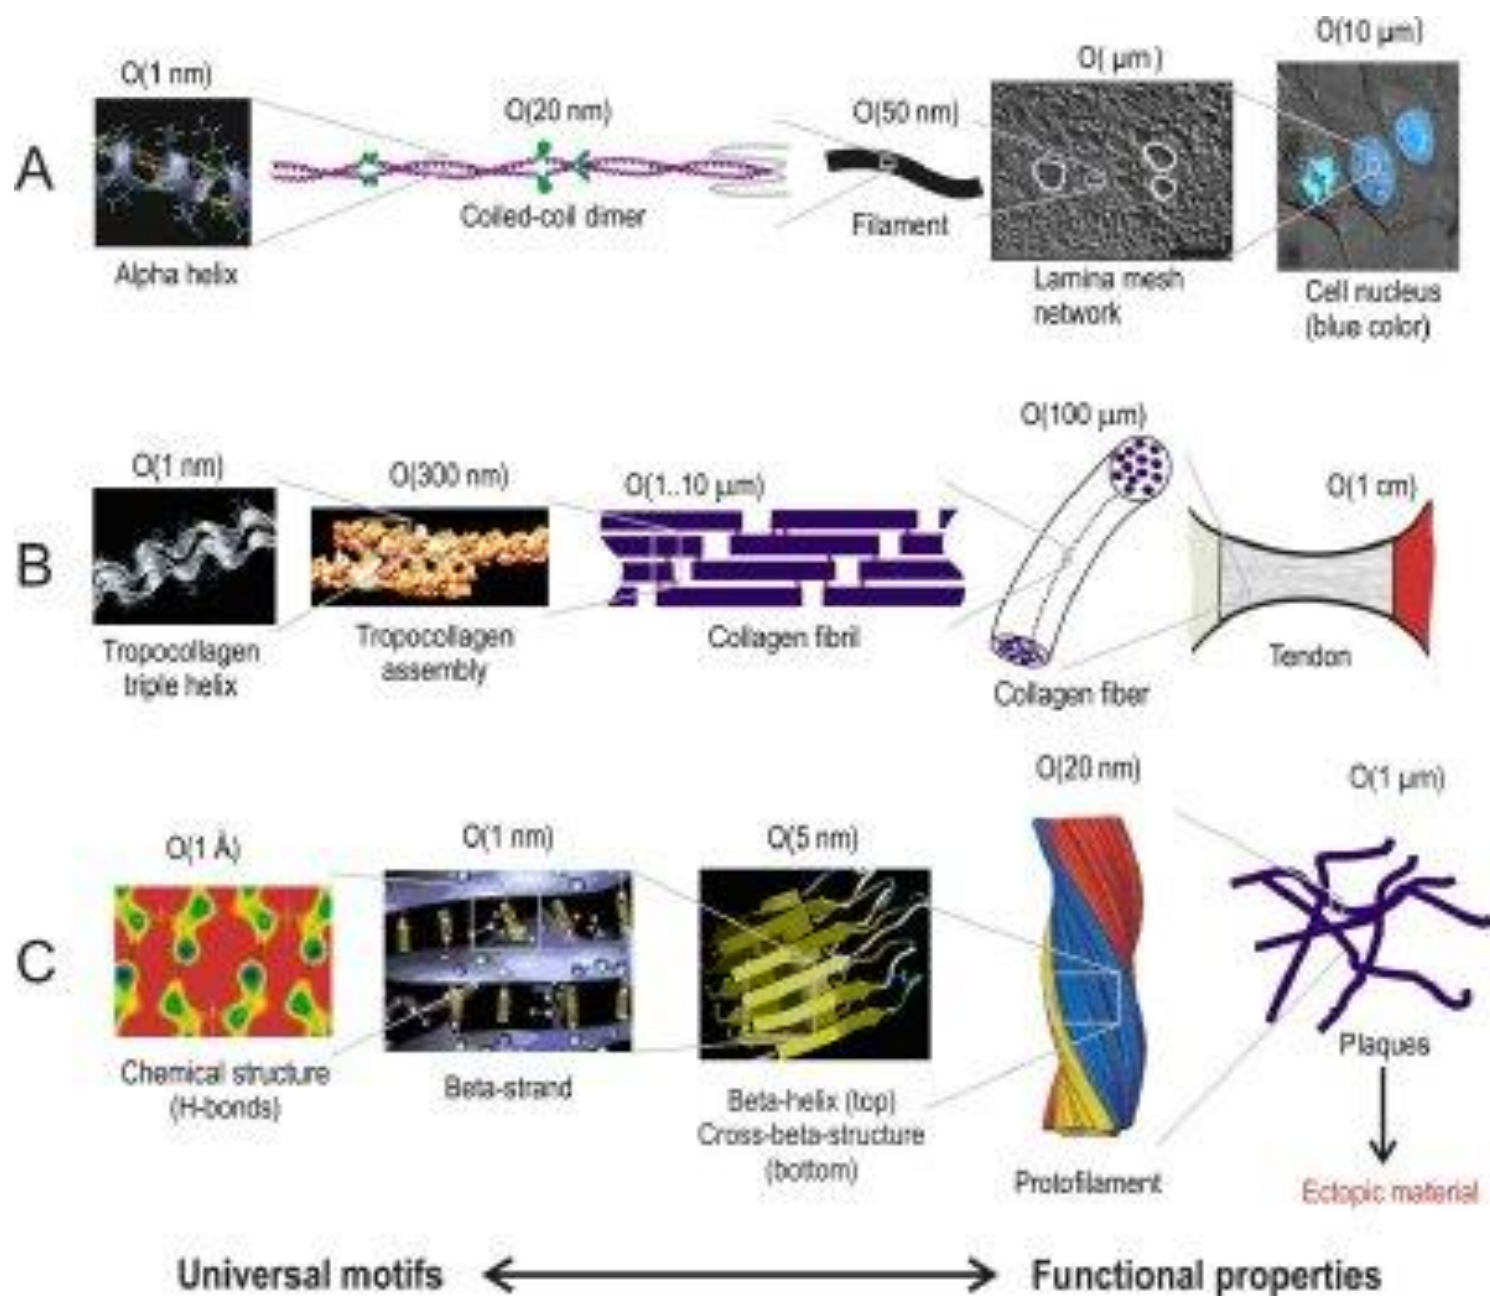 A
O(1 nm)
Alpha helix
O(20 nm)
Coiled-coil dimer
O(50 nm)
Filament
O( µm )
Lamina mesh
network
O(10 µm)
Cell nucleus
(blue color)
B
O(1 nm)
Tropocollagen
triple helix
O(300 nm)
Tropocollagen
assembly
O(1..10 µm)
Collagen fibril
O(100 µm)
Collagen fiber
O(1 cm)
Tendon
C
O(1 Å)
Chemical structure
(H-bonds)
O(1 nm)
Beta-strand
O(5 nm)
Beta-helix (top)
Cross-beta-structure
(bottom)
O(20 nm)
Protofilament
O(1 µm)
Plaques
Ectopic material
Universal motifs
Functional properties